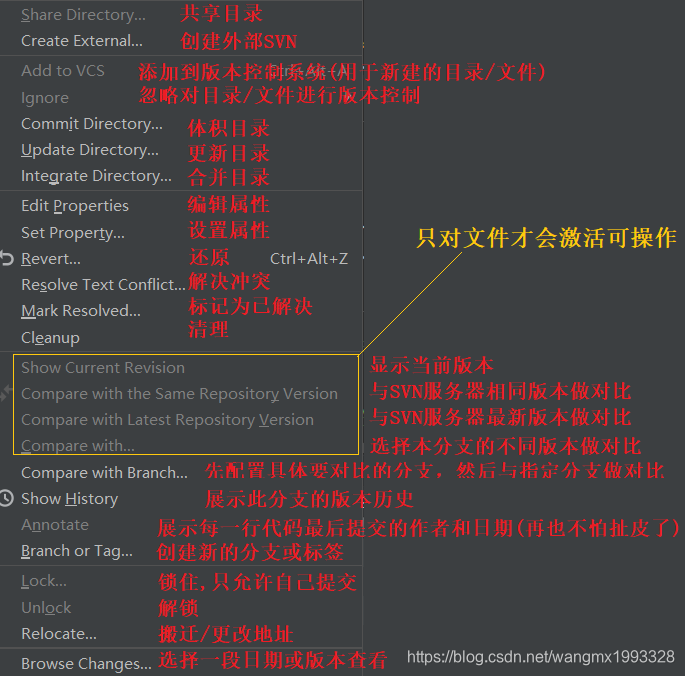 Share Directory... 共享目录
Create External... 创建外部SVN
Add to VCS 添加到版本控制系统(用于新建的目录/文件) Ctrl+Alt+A
Ignore 忽略对目录/文件进行版本控制
Commit Directory... 体积目录
Update Directory... 更新目录
Integrate Directory... 合并目录
Edit Properties 编辑属性
Set Property... 设置属性
只对文件才会激活可操作
Revert... 还原 Ctrl+Alt+Z
Resolve Text Conflict... 解决冲突
Mark Resolved... 标记为已解决
Cleanup 清理
Show Current Revision 显示当前版本
Compare with the Same Repository Version 与SVN服务器相同版本做对比
Compare with Latest Repository Version 与SVN服务器最新版本做对比
Compare with... 选择本分支的不同版本做对比
Compare with Branch... 先配置具体要对比的分支，然后与指定分支做对比
Show History 展示此分支的版本历史
Annotate 展示每一行代码最后提交的作者和日期(再也不怕扯皮了)
Branch or Tag... 创建新的分支或标签
Lock... 锁住,只允许自己提交
Unlock 解锁
Relocate... 搬迁/更改地址
Browse Changes... 选择一段日期或版本查看
https://blog.csdn.net/wangmx1993328